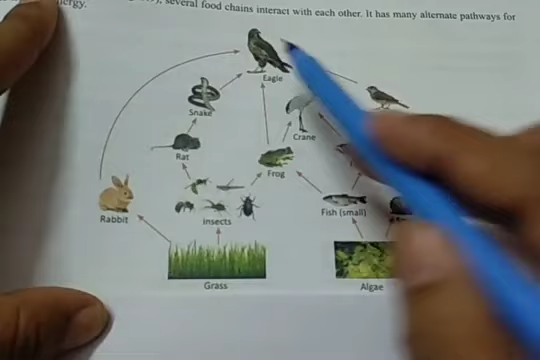 nergy.
several food chains interact with each other. It has many alternate pathways for
Eagle
Snake
Crane
Rat
Frog
Rabbit
insects
Fish (small)
Grass
Algae